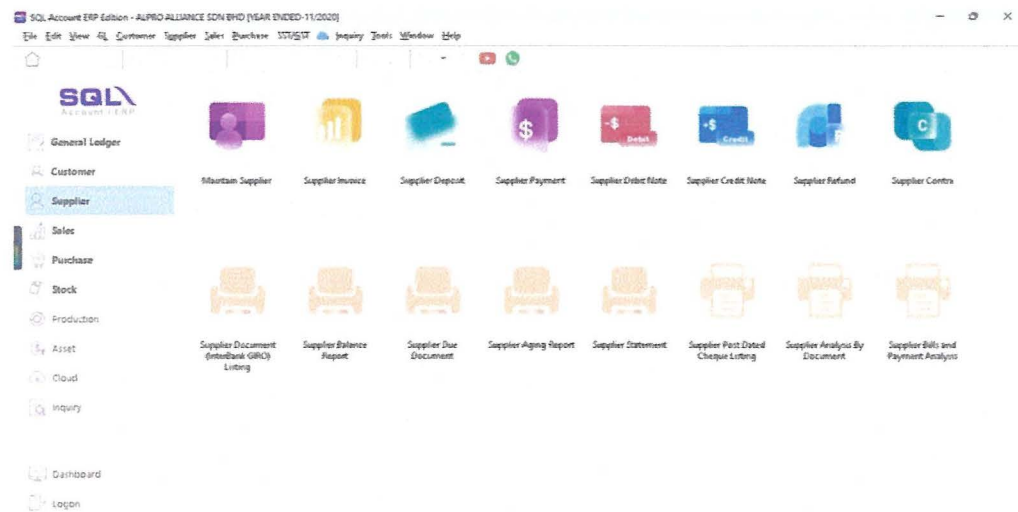 SQL Account ERP Edition - ALPRO ALLIANCE SDN BHD [YEAR ENDED-11/2020]
File Edit View GL Customer Supplier Sales Purchase SST/GST Inquiry Tools Window Help
SQL
Account | ERP
General Ledger
Customer
Supplier
Sales
Purchase
Stock
Production
Asset
Cloud
Inquiry
Dashboard
Logon
$
-$
Debit
+$
Credit
C
Maintain Supplier
Supplier Invoice
Supplier Deposit
Supplier Payment
Supplier Debit Note
Supplier Credit Note
Supplier Refund
Supplier Contra
Supplier Document
(InterBank GIRO)
Listing
Supplier Balance
Report
Supplier Due
Document
Supplier Aging Report
Supplier Statement
Supplier Post Dated
Cheque Listing
Supplier Analysis By
Document
Supplier Bills and
Payment Analysis